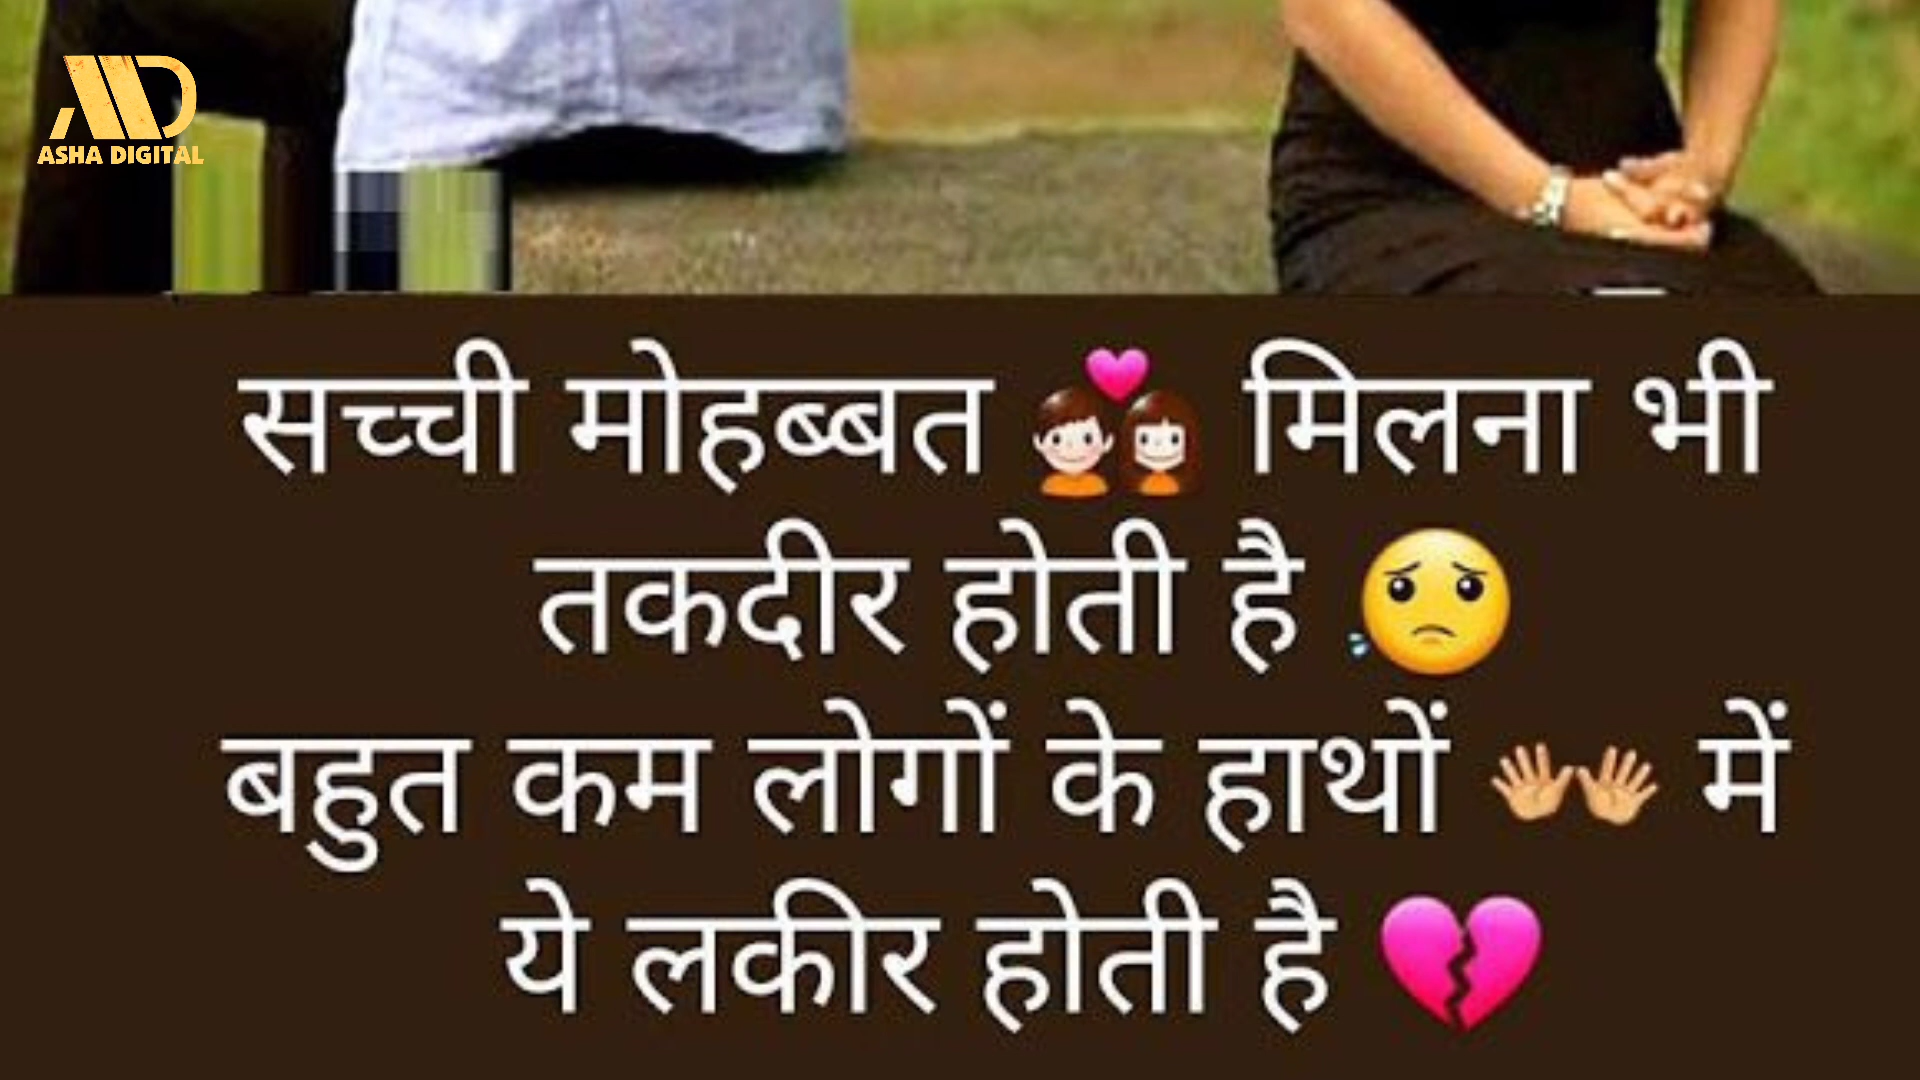 ASHA DIGITAL
सच्ची मोहब्बत 💑 मिलना भी
तकदीर होती है 😟
बहुत कम लोगों के हाथों 👐 में
ये लकीर होती है 💔